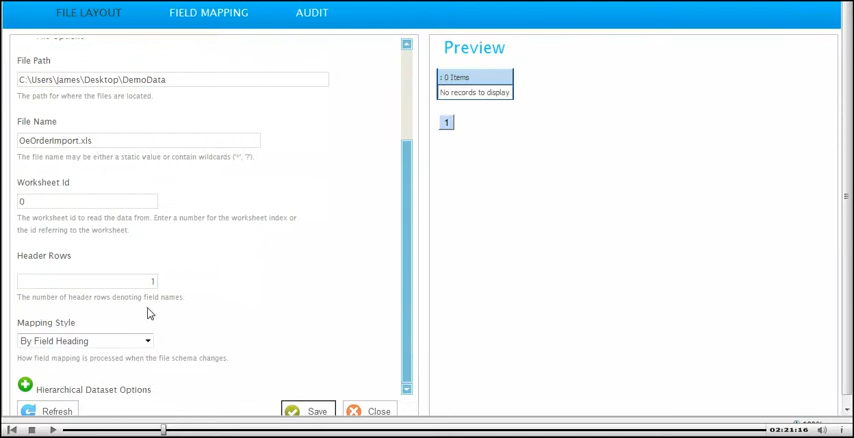 FILE LAYOUT FIELD MAPPING AUDIT
File Options
File Path
C:\Users\James\Desktop\DemoData
The path for where the files are located.
File Name
OeOrderImport.xls
The file name may be either a static value or contain wildcards ('*', '?').
Worksheet Id
0
The worksheet id to read the data from. Enter a number for the worksheet index or
the id referring to the worksheet.
Header Rows
1
The number of header rows denoting field names.
Mapping Style
By Field Heading
How field mapping is processed when the file schema changes.
Hierarchical Dataset Options
Refresh Save Close
Preview
: 0 Items
No records to display
1
02:21:16